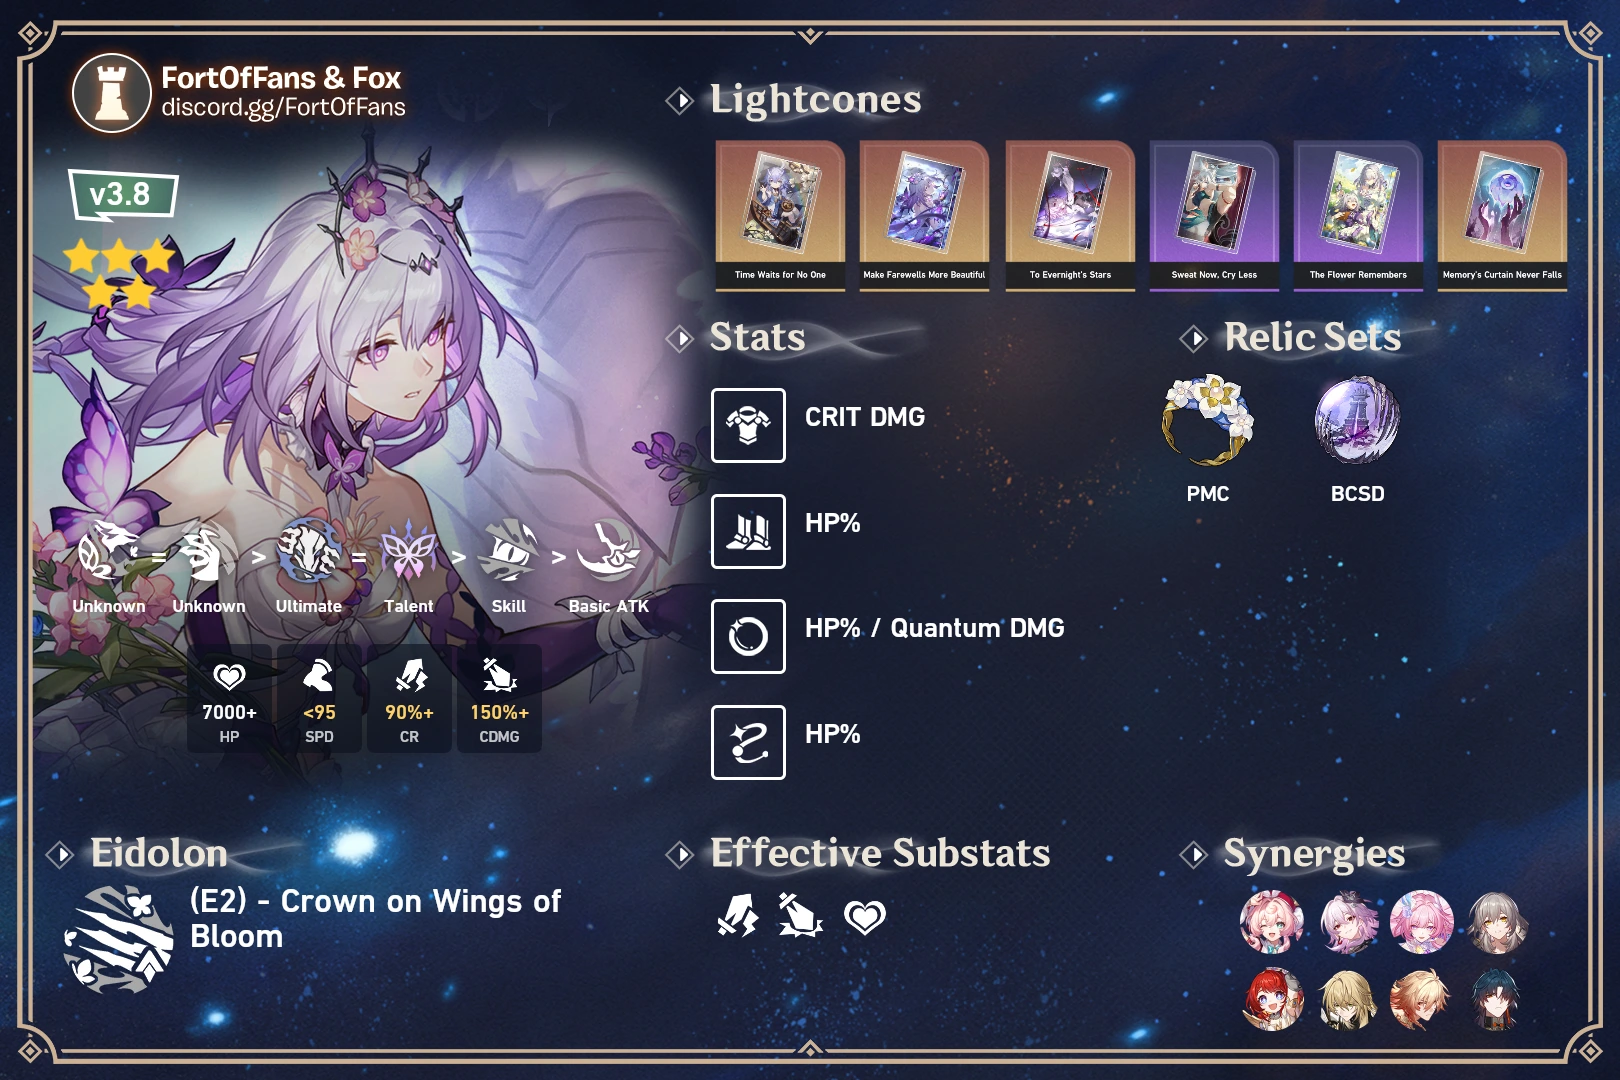 FortOfFans & Fox
discord.gg/FortOfFans
v3.8
Unknown = Unknown > Ultimate = Talent > Skill > Basic ATK
7000+ <95 90%+ 150%+
HP SPD CR CDMG
Eidolon
(E2) - Crown on Wings of
Bloom
Lightcones
Time Waits for No One
Make Farewells More Beautiful
To Evernight's Stars
Sweat Now, Cry Less
The Flower Remembers
Memory's Curtain Never Falls
Stats
CRIT DMG
HP%
HP% / Quantum DMG
HP%
Relic Sets
PMC BCSD
Effective Substats
Synergies